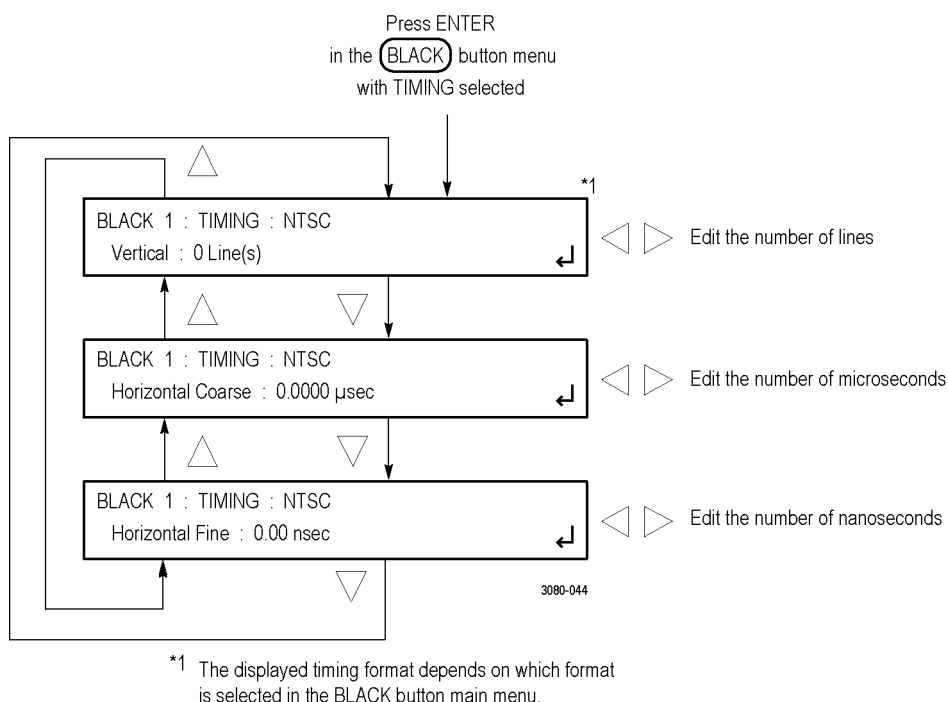 Press ENTER
in the BLACK button menu
with TIMING selected
*1
BLACK 1 : TIMING : NTSC
Vertical : 0 Line(s)
Edit the number of lines
BLACK 1 : TIMING : NTSC
Horizontal Coarse : 0.0000 µsec
Edit the number of microseconds
BLACK 1 : TIMING : NTSC
Horizontal Fine : 0.00 nsec
Edit the number of nanoseconds
3080-044
*1 The displayed timing format depends on which format
is selected in the BLACK button main menu.